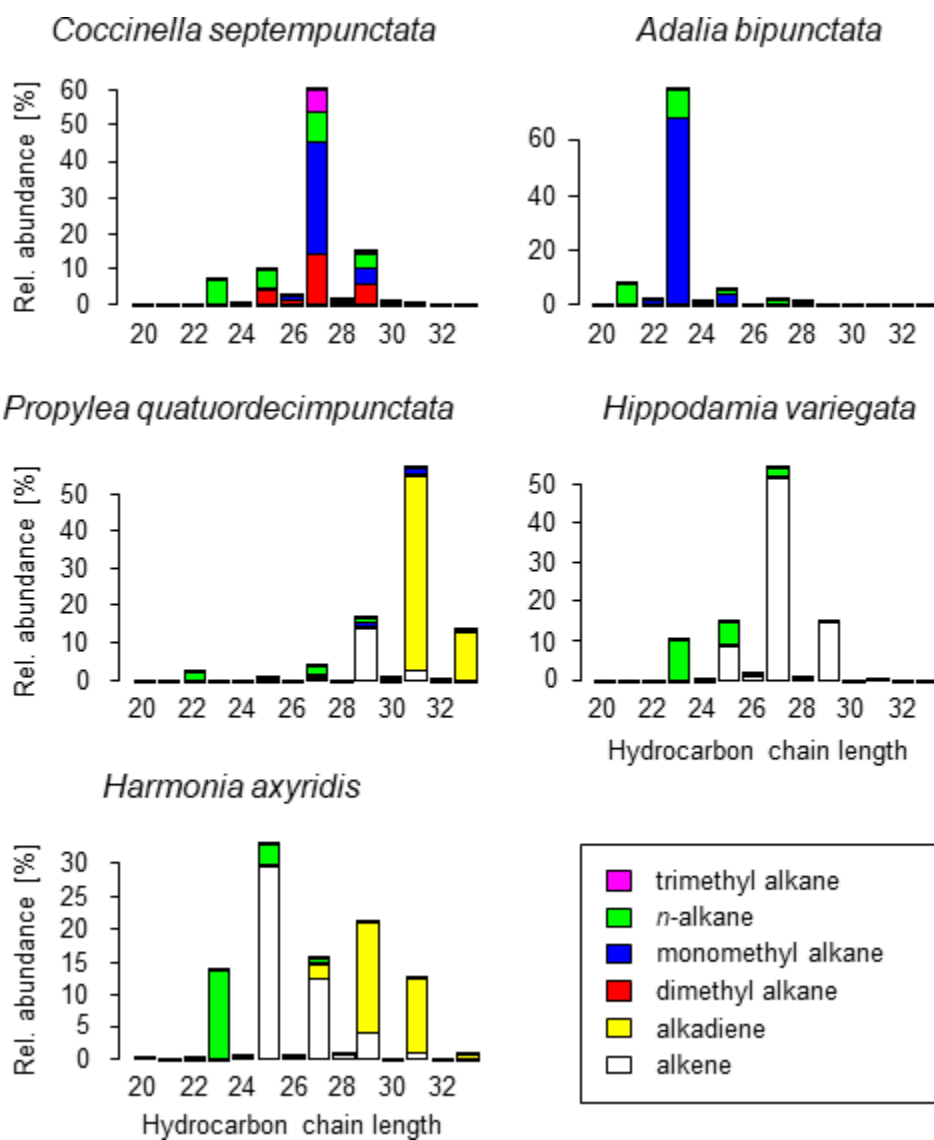 Coccinella septempunctata
Rel. abundance [%]
60
50
40
30
20
10
0
20 22 24 26 28 30 32
Adalia bipunctata
60
40
20
0
20 22 24 26 28 30 32
Propylea quatuordecimpunctata
Rel. abundance [%]
50
40
30
20
10
0
20 22 24 26 28 30 32
Hippodamia variegata
50
40
30
20
10
0
20 22 24 26 28 30 32
Hydrocarbon chain length
Harmonia axyridis
Rel. abundance [%]
30
25
20
15
10
5
0
20 22 24 26 28 30 32
Hydrocarbon chain length
trimethyl alkane
n-alkane
monomethyl alkane
dimethyl alkane
alkadiene
alkene